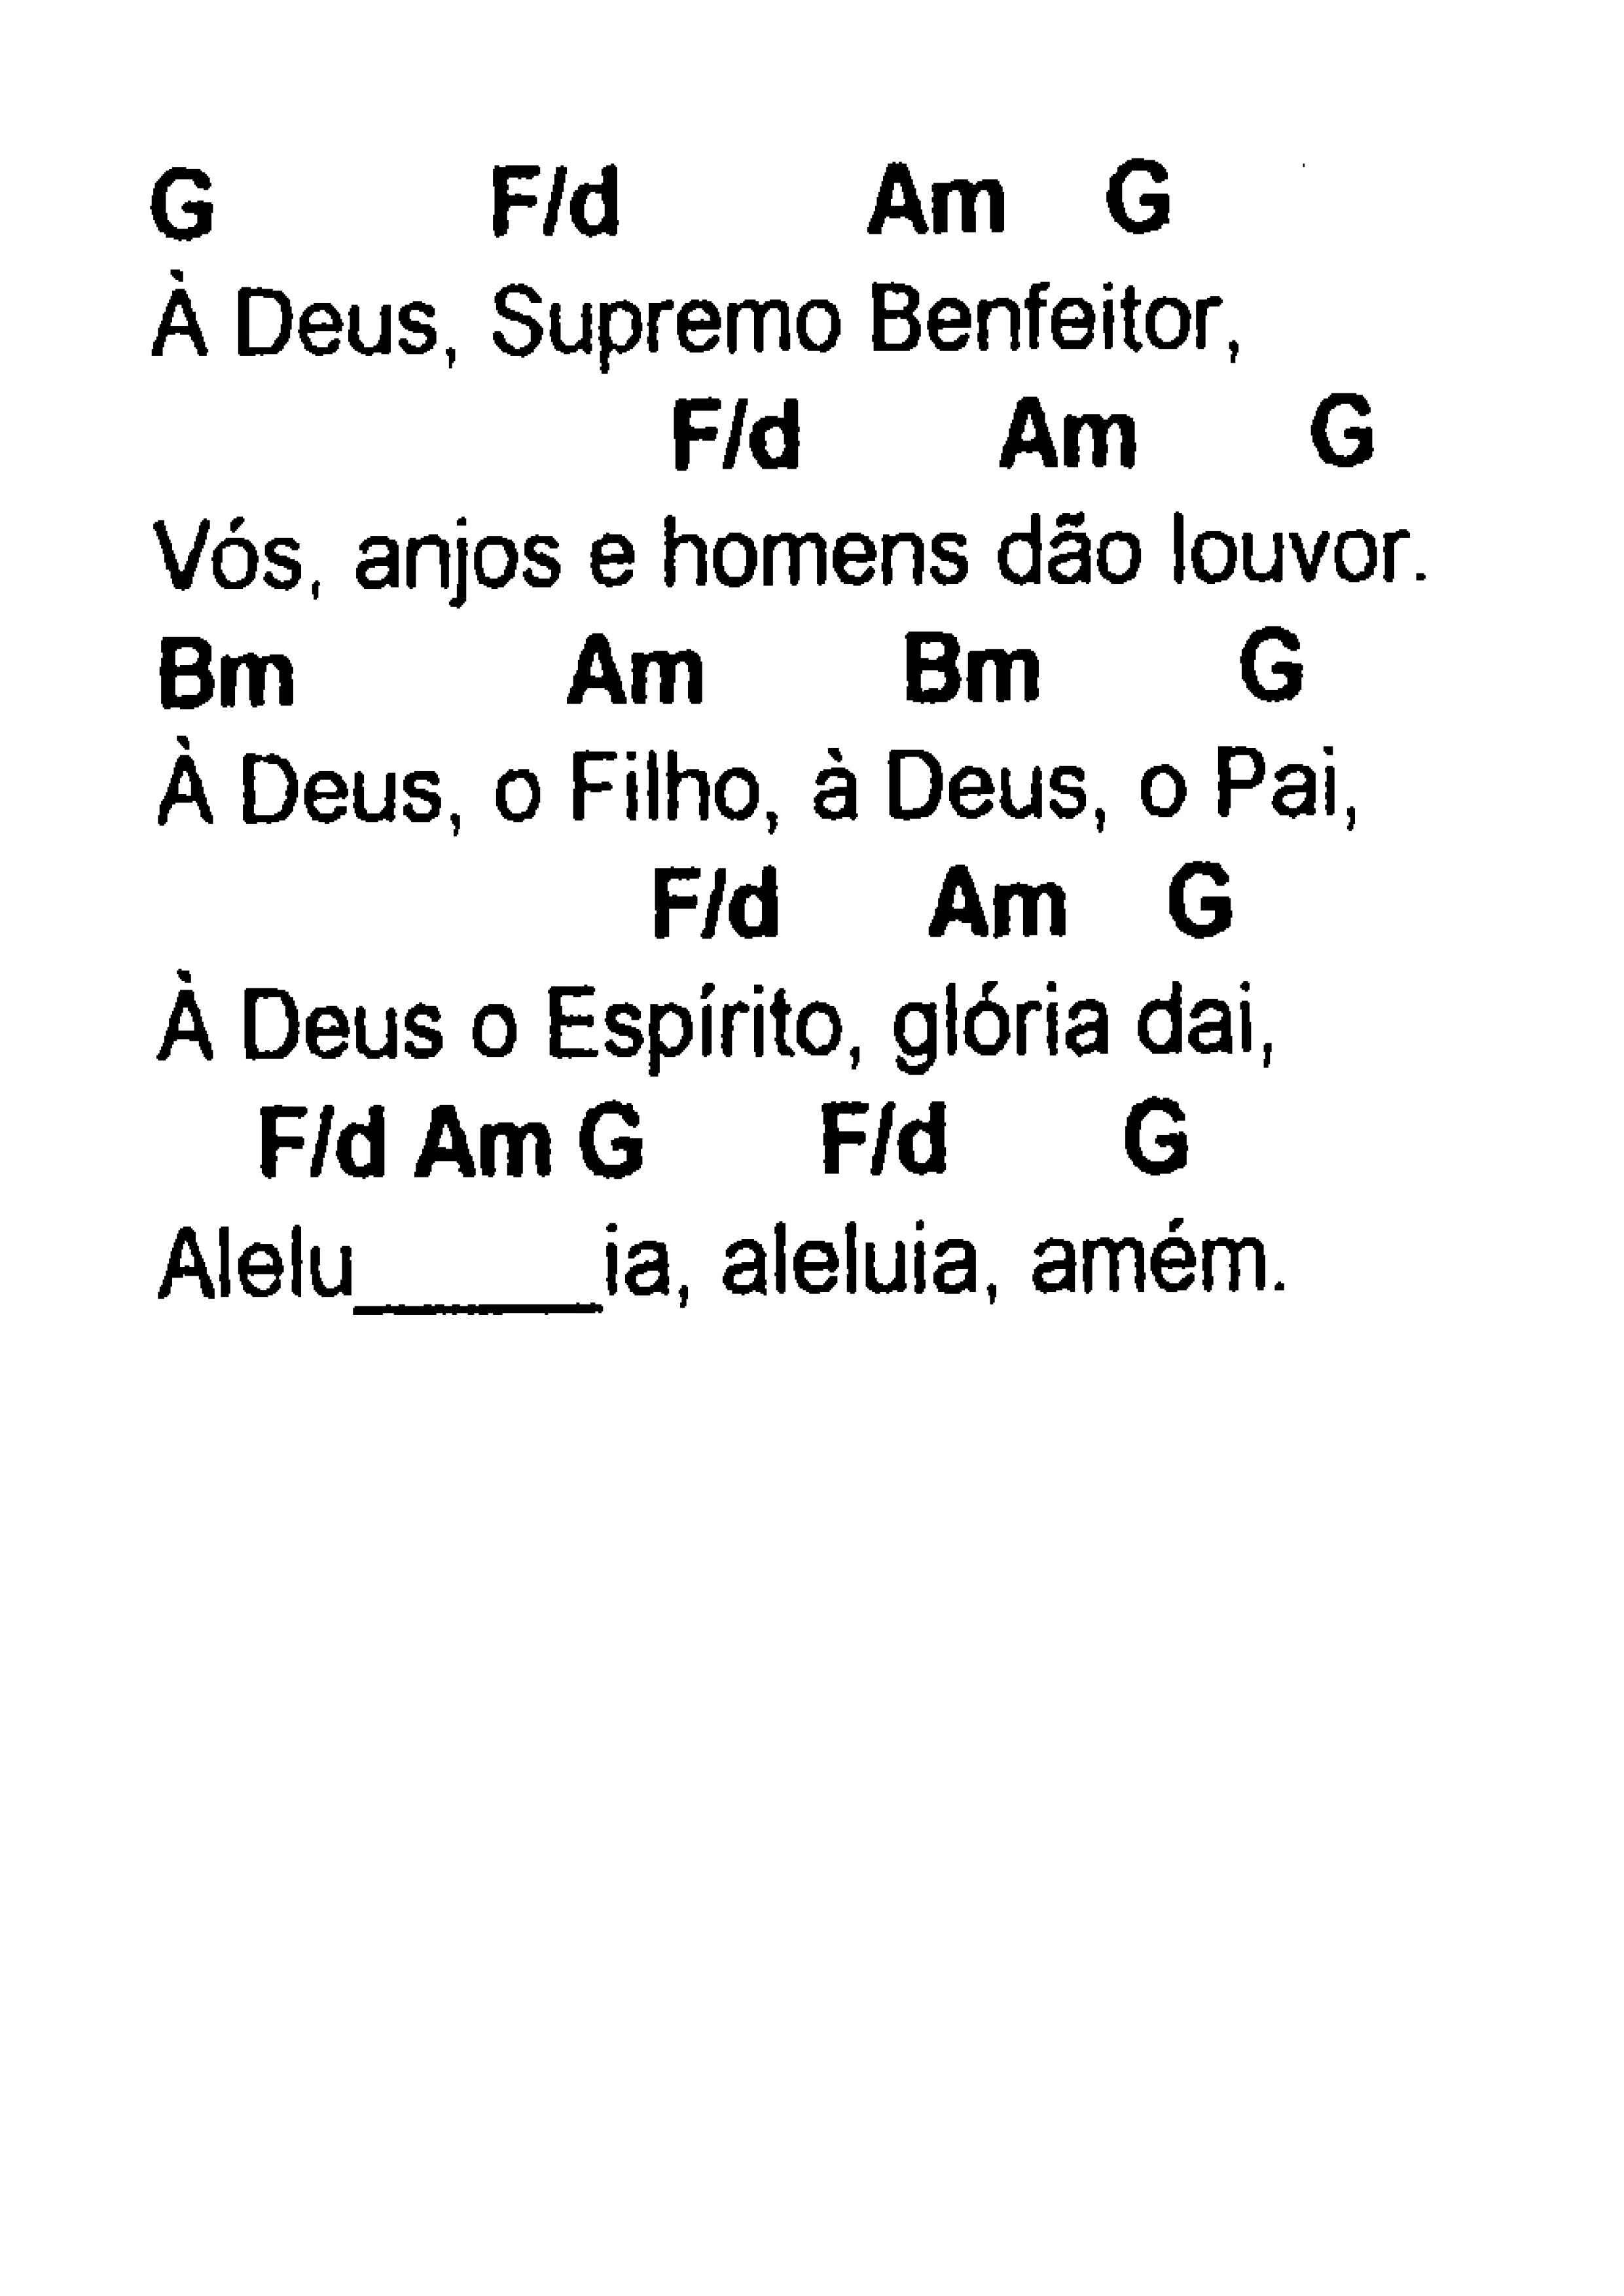 G F/d Am G
À Deus, Supremo Benfeitor,
F/d Am G
Vós, anjos e homens dão louvor.
Bm Am Bm G
À Deus, o Filho, à Deus, o Pai,
F/d Am G
À Deus o Espírito, glória dai,
F/d Am G F/d G
Alelu_____ia, aleluia, amém.